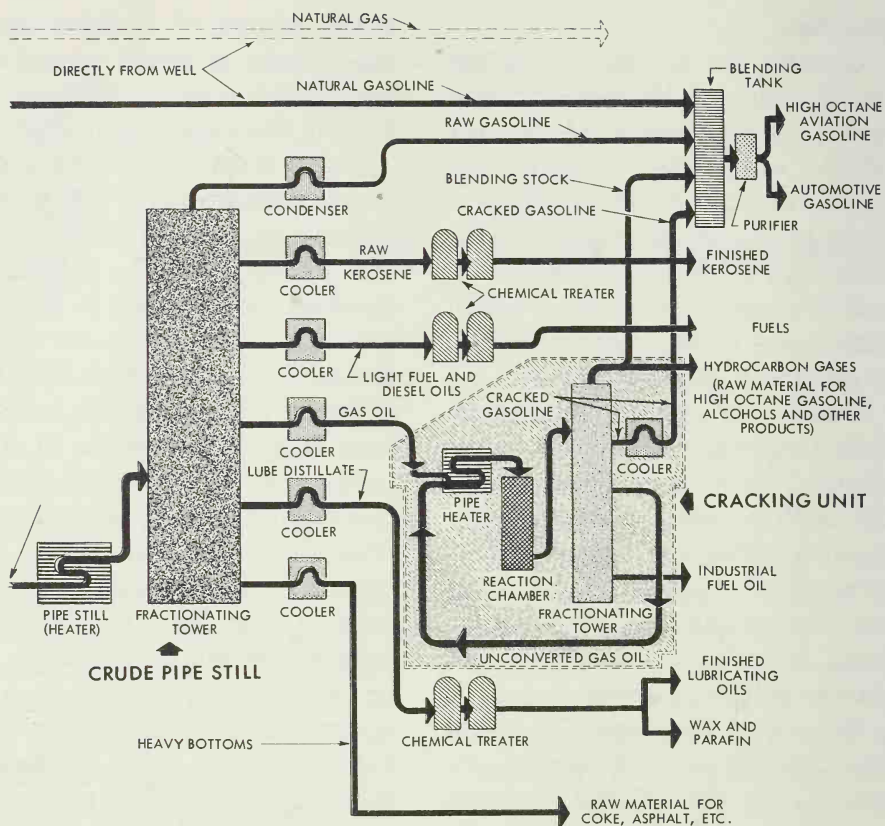 NATURAL GAS
DIRECTLY FROM WELL
NATURAL GASOLINE
BLENDING
TANK
HIGH OCTANE
AVIATION
GASOLINE
RAW GASOLINE
BLENDING STOCK
CONDENSER
CRACKED GASOLINE
PURIFIER
AUTOMOTIVE
GASOLINE
RAW
KEROSENE
COOLER
CHEMICAL TREATER
FINISHED
KEROSENE
COOLER
LIGHT FUEL AND
DIESEL OILS
FUELS
HYDROCARBON GASES
(RAW MATERIAL FOR
HIGH OCTANE GASOLINE,
ALCOHOLS AND OTHER
PRODUCTS)
GAS OIL
COOLER
CRACKED
GASOLINE
COOLER
LUBE DISTILLATE
COOLER
PIPE
HEATER
CRACKING UNIT
REACTION
CHAMBER
FRACTIONATING
TOWER
INDUSTRIAL
FUEL OIL
PIPE STILL
(HEATER)
FRACTIONATING
TOWER
COOLER
CRUDE PIPE STILL
UNCONVERTED GAS OIL
FINISHED
LUBRICATING
OILS
CHEMICAL TREATER
WAX AND
PARAFIN
HEAVY BOTTOMS
RAW MATERIAL FOR
COKE, ASPHALT, ETC.